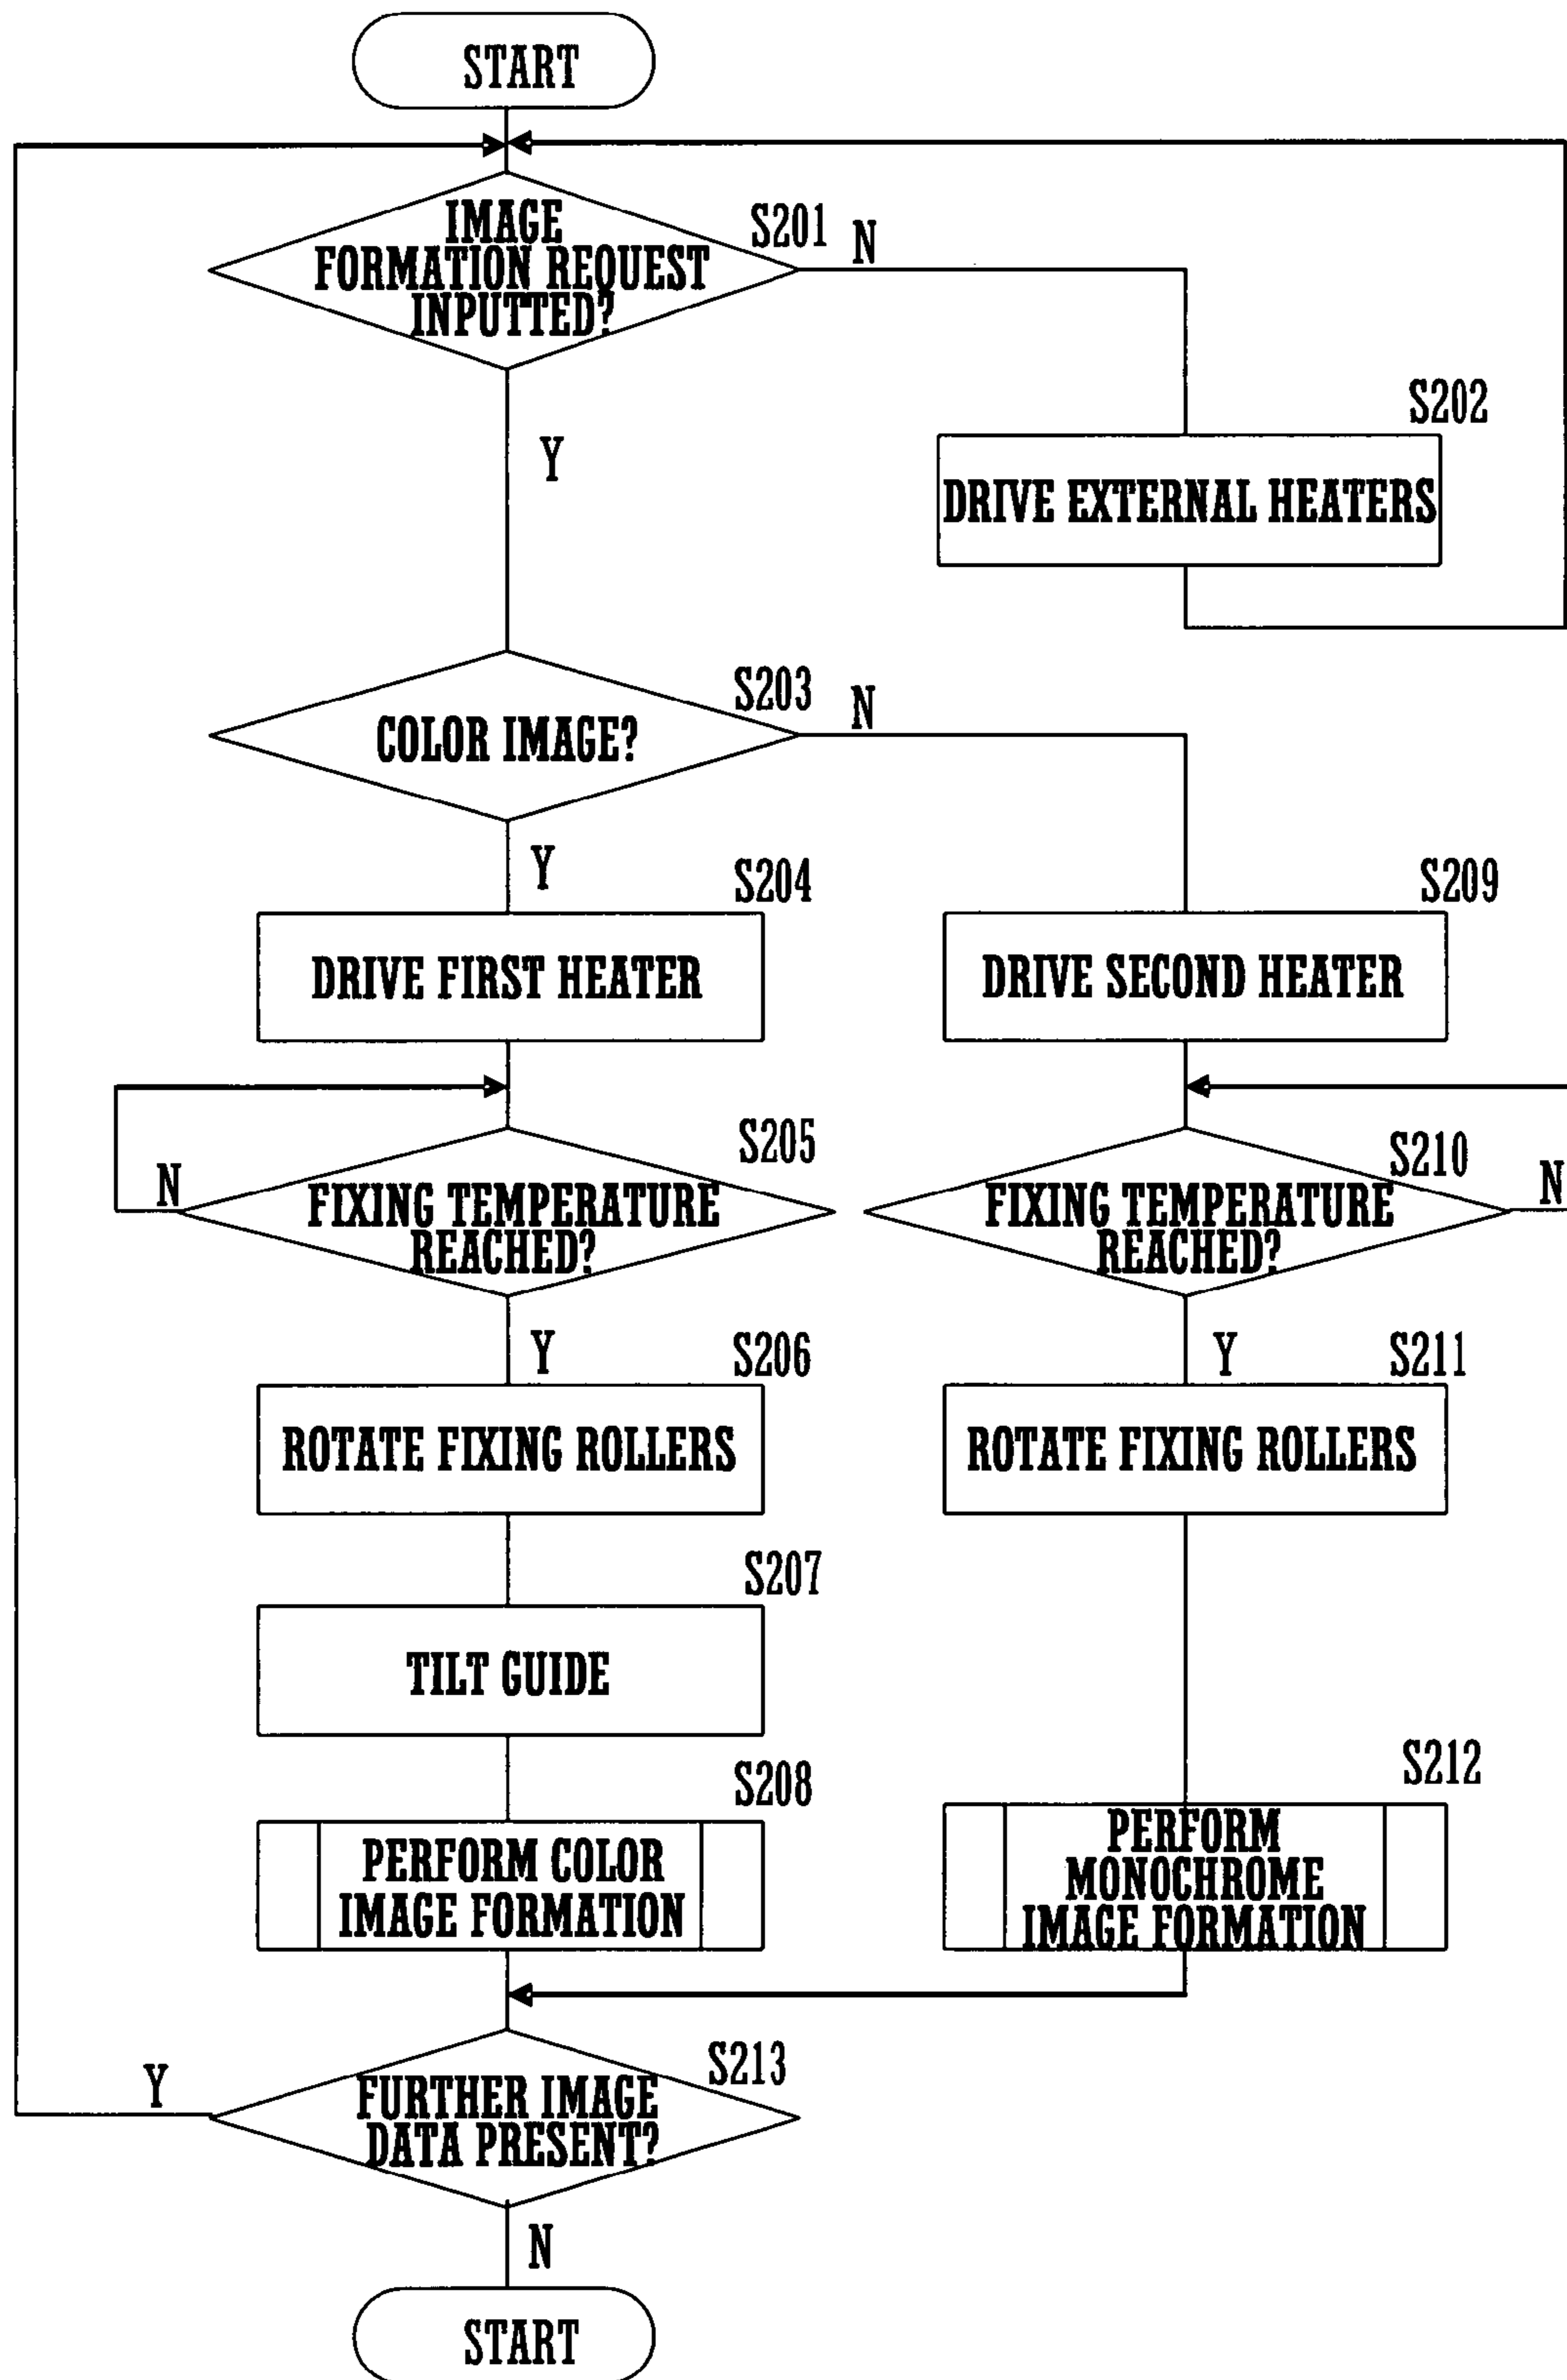 START
IMAGE
FORMATION REQUEST
INPUTTED?
S201
N
Y
S202
DRIVE EXTERNAL HEATERS
COLOR IMAGE?
S203
N
Y
S204
DRIVE FIRST HEATER
S209
DRIVE SECOND HEATER
S205
N
FIXING TEMPERATURE
REACHED?
Y
S210
N
FIXING TEMPERATURE
REACHED?
Y
S206
ROTATE FIXING ROLLERS
S211
ROTATE FIXING ROLLERS
S207
TILT GUIDE
S208
PERFORM COLOR
IMAGE FORMATION
S212
PERFORM
MONOCHROME
IMAGE FORMATION
S213
Y
FURTHER IMAGE
DATA PRESENT?
N
START